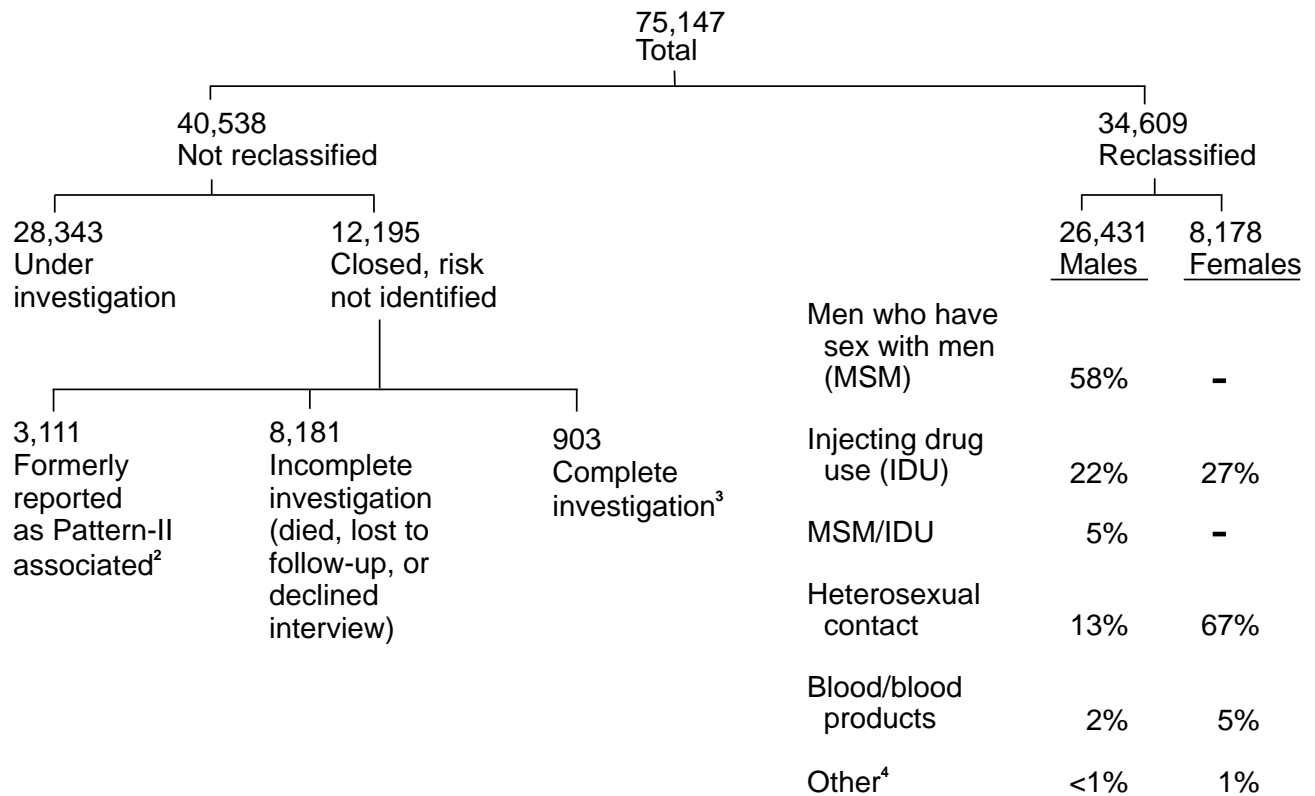 75,147
Total
40,538
Not reclassified
34,609
Reclassified
28,343
Under
investigation
12,195
Closed, risk
not identified
26,431
Males
8,178
Females
3,111
Formerly
reported
as Pattern-II
associated²
8,181
Incomplete
investigation
(died, lost to
follow-up, or
declined
interview)
903
Complete
investigation³
Men who have
sex with men
(MSM) 58% -
Injecting drug
use (IDU) 22% 27%
MSM/IDU 5% -
Heterosexual
contact 13% 67%
Blood/blood
products 2% 5%
Other⁴ <1% 1%